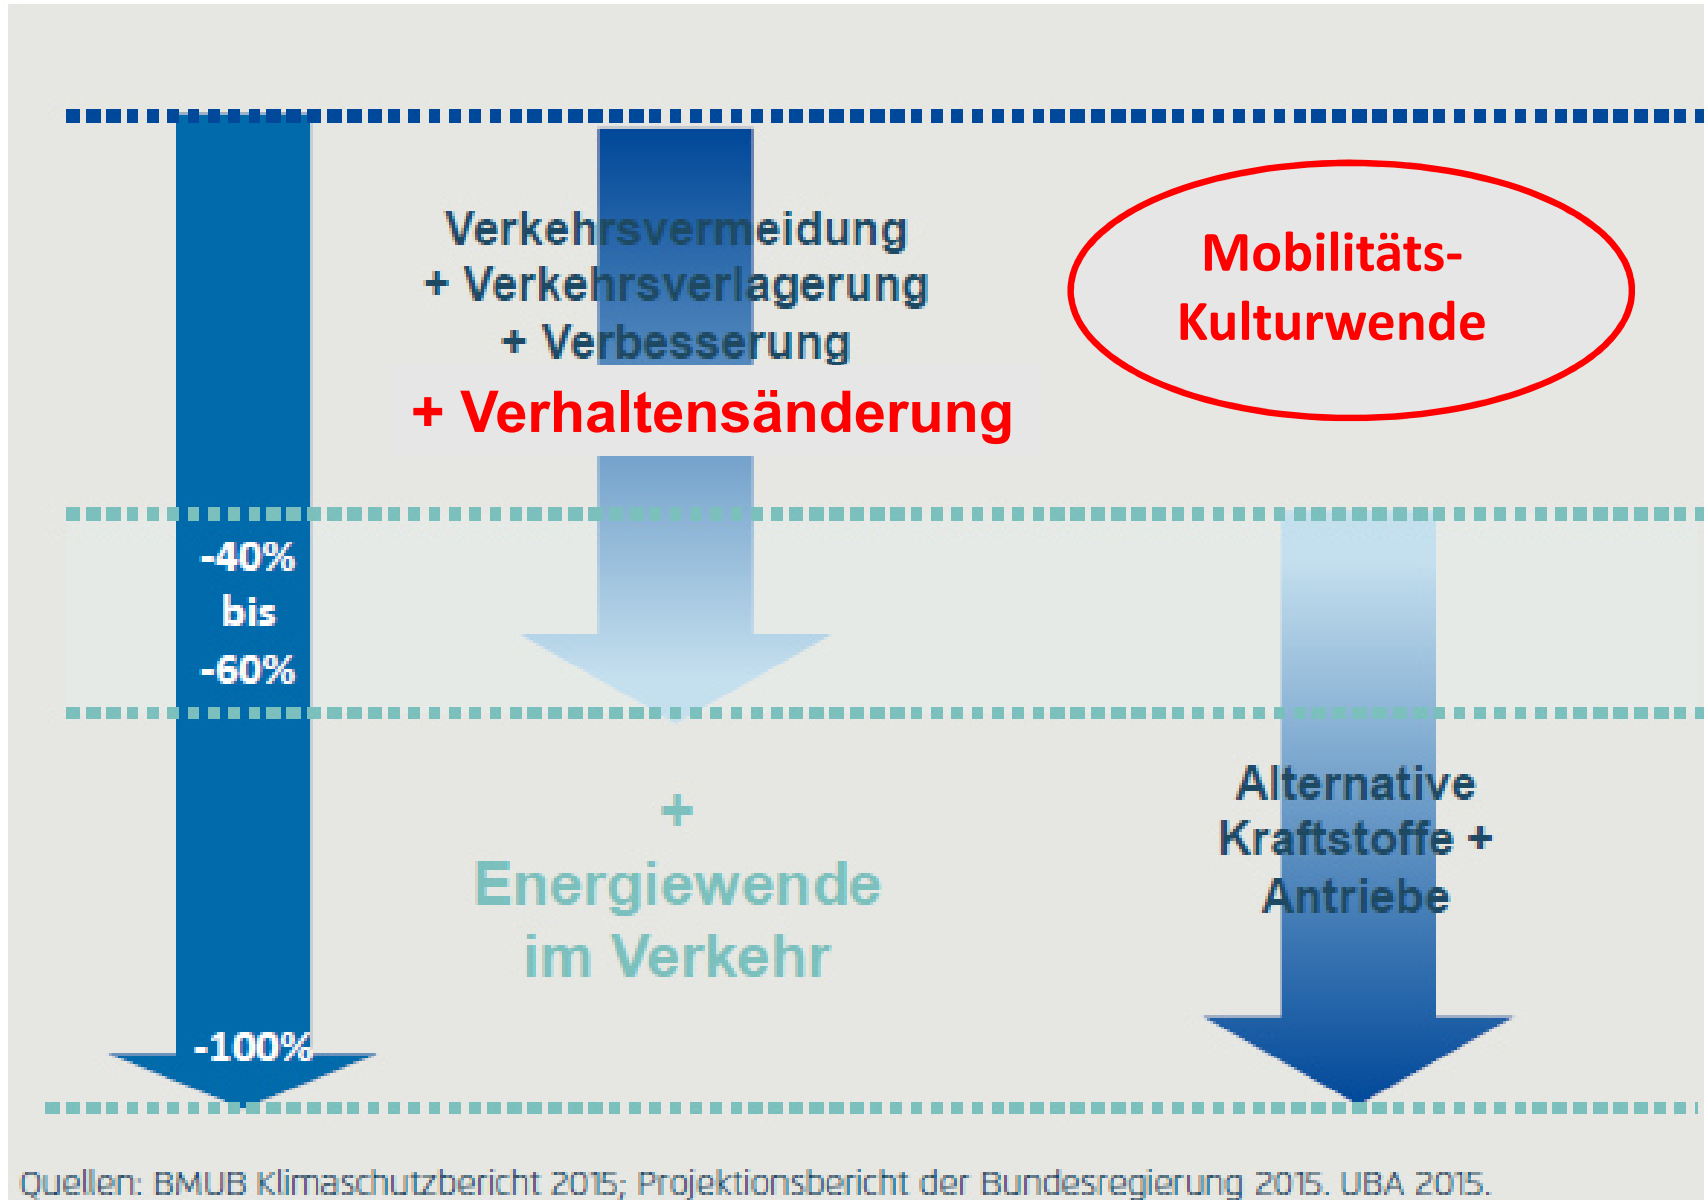 Verkehrsvermeidung
+ Verkehrsverlagerung
+ Verbesserung
+ Verhaltensänderung
Mobilitäts-
Kulturwende
-40%
bis
-60%
+
Energiewende
im Verkehr
Alternative
Kraftstoffe +
Antriebe
-100%
Quellen: BMUB Klimaschutzbericht 2015; Projektionsbericht der Bundesregierung 2015. UBA 2015.